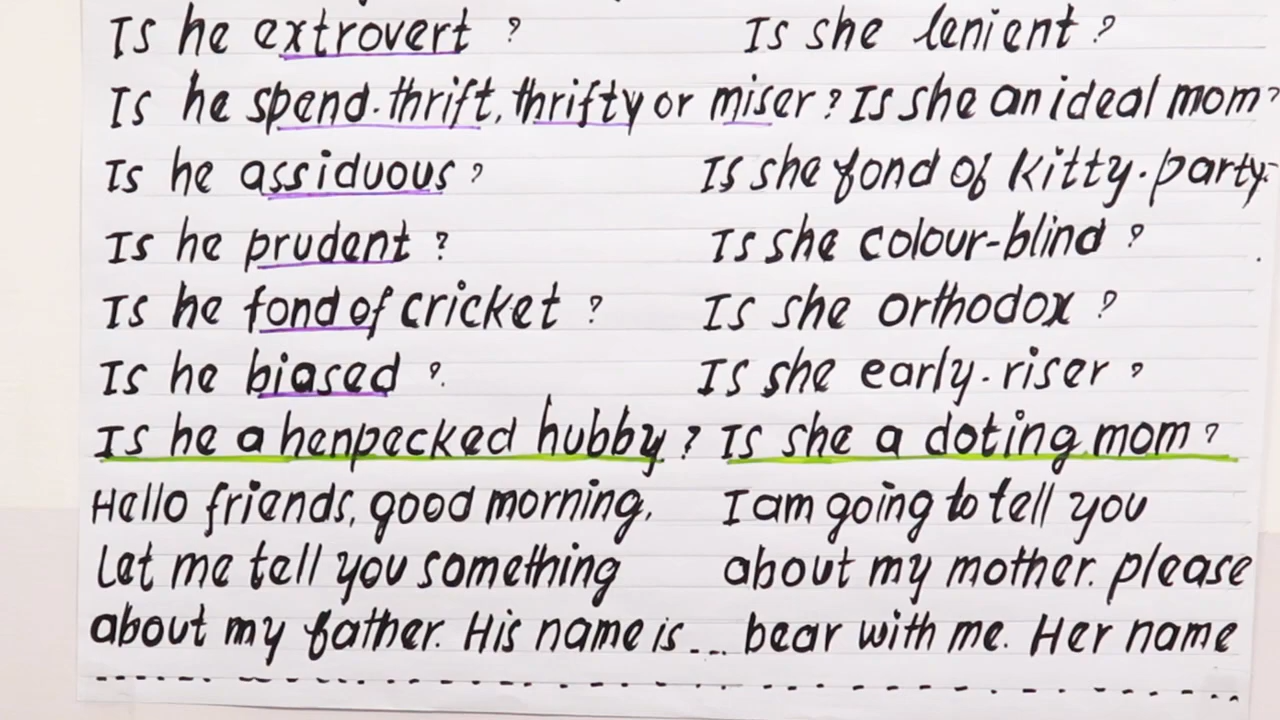 Is he extrovert ? Is she lenient ?
Is he spend-thrift, thrifty or miser ? Is she an ideal mom?
Is he assiduous ? Is she fond of kitty-party-
Is he prudent ? Is she colour-blind ?
Is he fond of cricket ? Is she orthodox ?
Is he biased ? Is she early-riser ?
Is he a henpecked hubby ? Is she a doting mom ?
Hello friends, good morning, I am going to tell you
Let me tell you something about my mother. please
about my father. His name is... bear with me. Her name